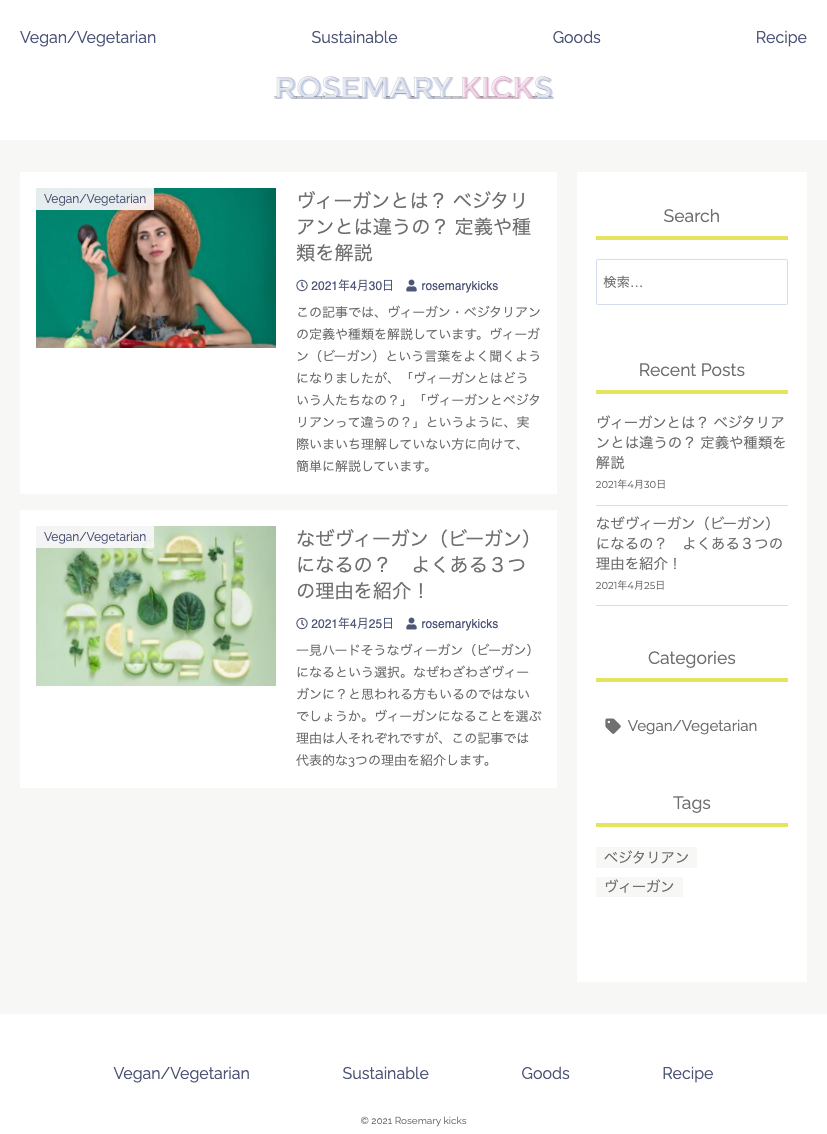 Vegan/Vegetarian Sustainable Goods Recipe
ROSEMARY KICKS
Vegan/Vegetarian
ヴィーガンとは？ ベジタリ
アンとは違うの？ 定義や種
類を解説
2021年4月30日 rosemarykicks
この記事では、ヴィーガン・ベジタリアン
の定義や種類を解説しています。ヴィーガ
ン（ビーガン）という言葉をよく聞くよう
になりましたが、「ヴィーガンとはどう
いう人たちなの？」「ヴィーガンとベジタ
リアンって違うの？」というように、実
際いまいち理解していない方に向けて、
簡単に解説しています。
Vegan/Vegetarian
なぜヴィーガン（ビーガン）
になるの？　よくある３つ
の理由を紹介！
2021年4月25日 rosemarykicks
一見ハードそうなヴィーガン（ビーガン）
になるという選択。なぜわざわざヴィー
ガンに？と思われる方もいるのではない
でしょうか。ヴィーガンになることを選ぶ
理由は人それぞれですが、この記事では
代表的な3つの理由を紹介します。
Search
検索…
Recent Posts
ヴィーガンとは？ ベジタリア
ンとは違うの？ 定義や種類を
解説
2021年4月30日
なぜヴィーガン（ビーガン）
になるの？　よくある３つの
理由を紹介！
2021年4月25日
Categories
Vegan/Vegetarian
Tags
ベジタリアン
ヴィーガン
Vegan/Vegetarian Sustainable Goods Recipe
© 2021 Rosemary kicks